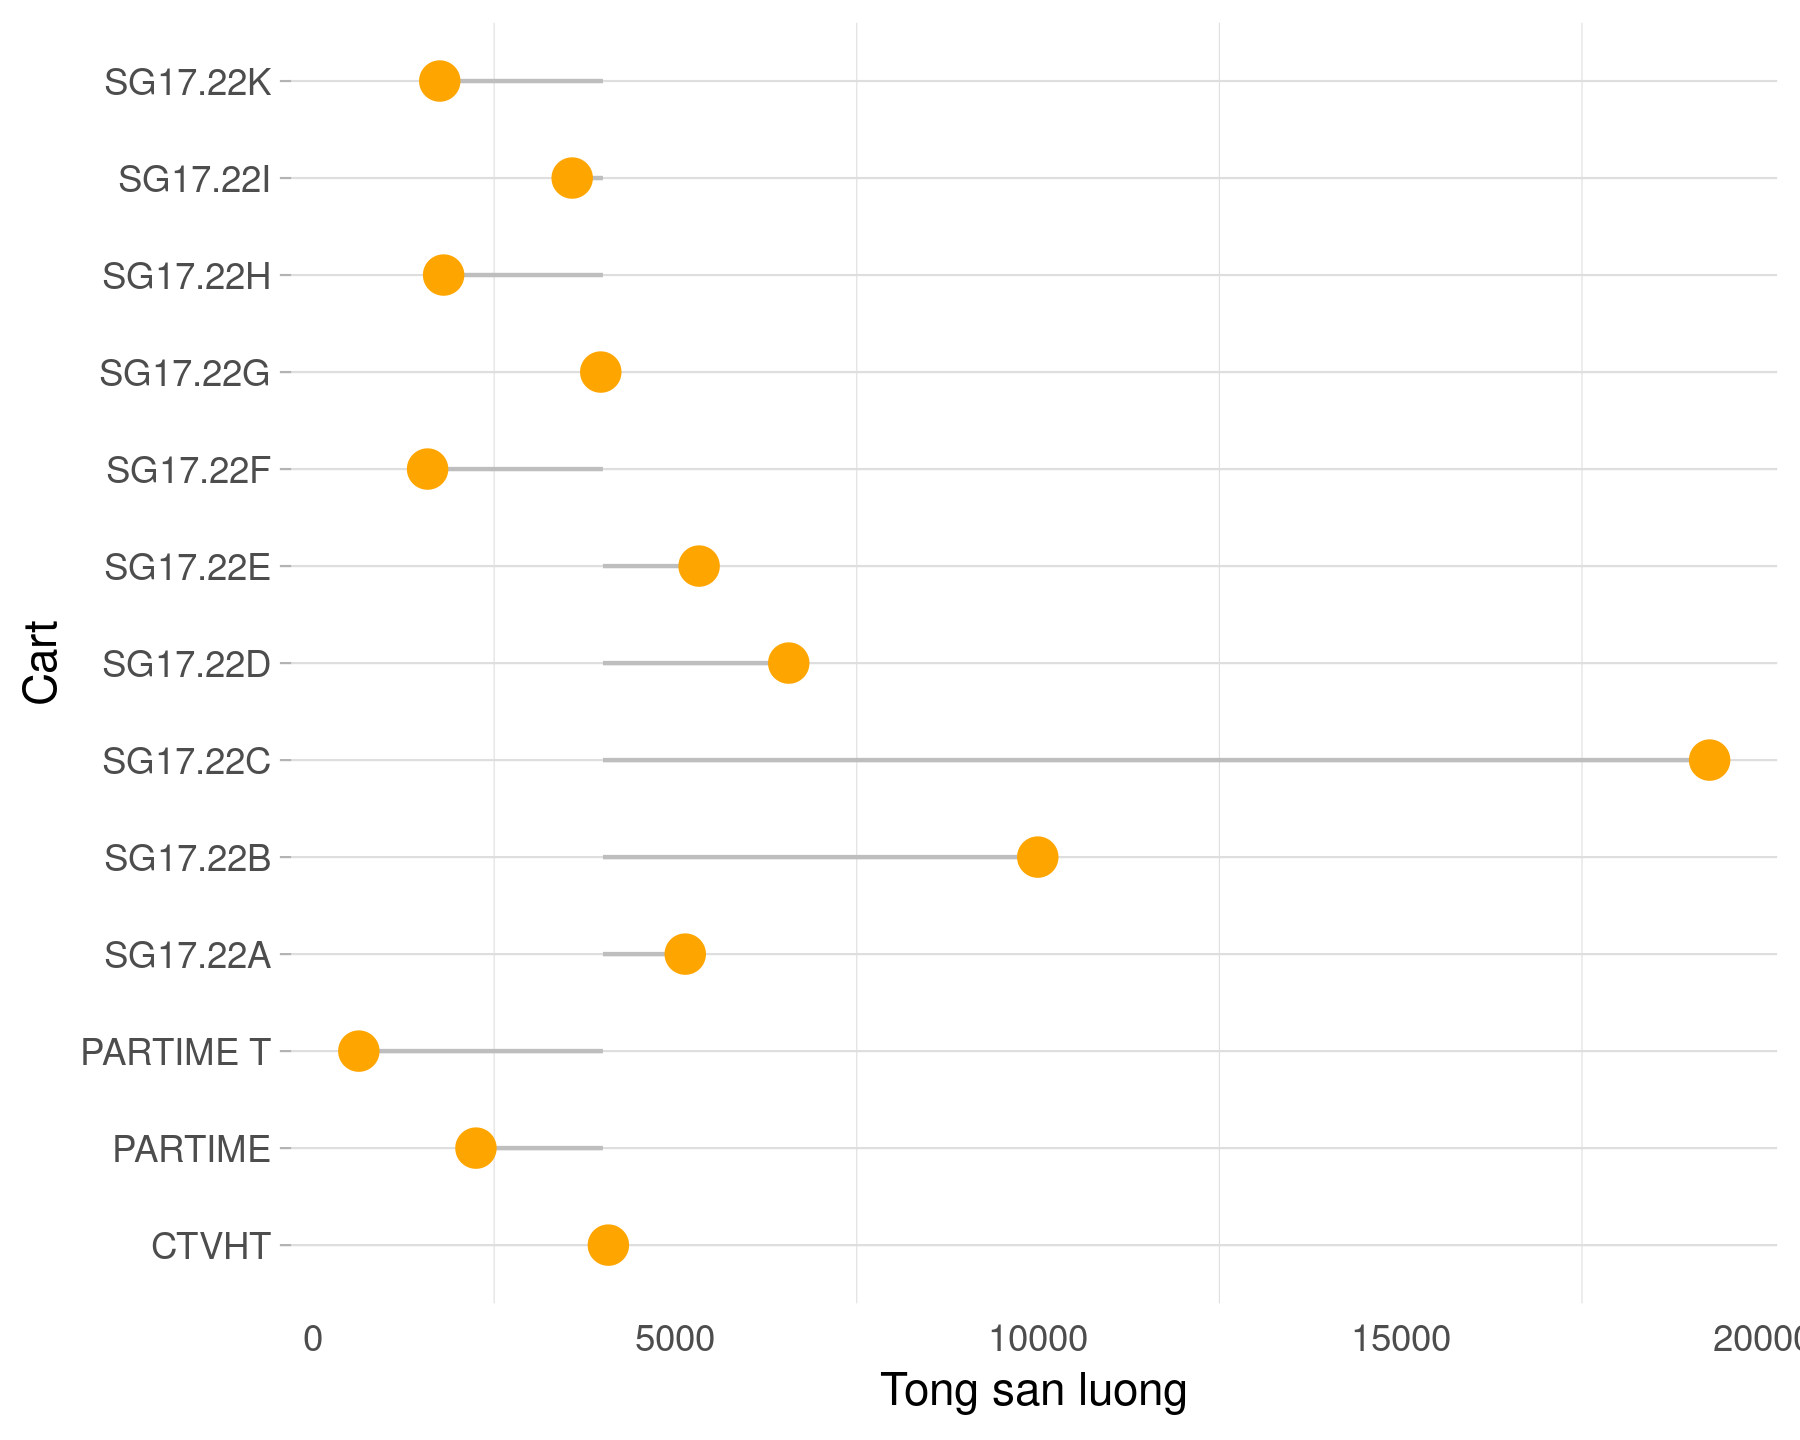 SG17.22K
SG17.22I
SG17.22H
SG17.22G
SG17.22F
SG17.22E
SG17.22D
SG17.22C
SG17.22B
SG17.22A
PARTIME T
PARTIME
CTVHT
Cart
0 5000 10000 15000 20000
Tong san luong